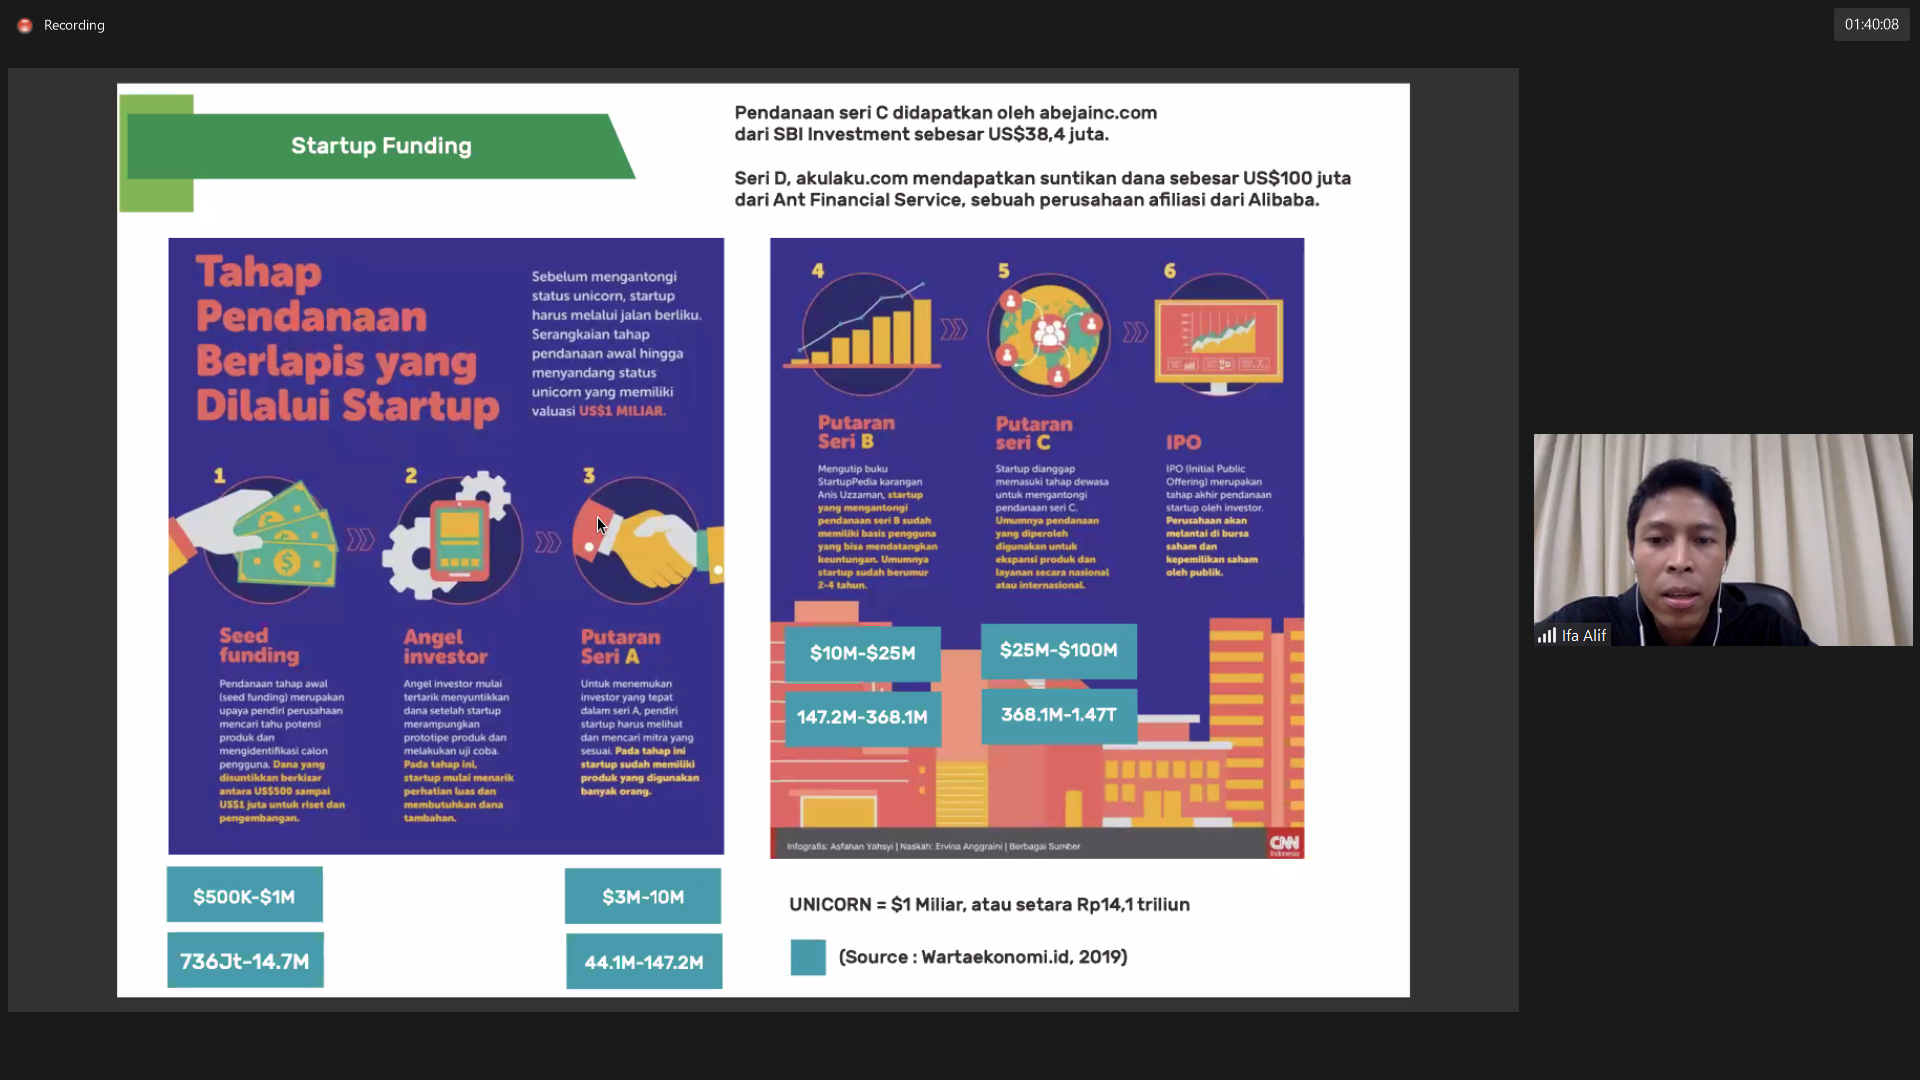 Recording
01:40:08
Startup Funding
Pendanaan seri C didapatkan oleh abejainc.com
dari SBI Investment sebesar US$38,4 juta.
Seri D, akulaku.com mendapatkan suntikan dana sebesar US$100 juta
dari Ant Financial Service, sebuah perusahaan afiliasi dari Alibaba.
Tahap
Pendanaan
Berlapis yang
Dilalui Startup
Sebelum mengantongi
status unicorn, startup
harus melalui jalan berliku.
Serangkaian tahap
pendanaan awal hingga
menyandang status
unicorn yang memiliki
valuasi US$1 MILIAR.
1
Seed
funding
Pendanaan tahap awal
(seed funding) merupakan
upaya pendiri perusahaan
mencari tahu potensi
produk dan
mengidentifikasi calon
pengguna. Dana yang
disuntikkan berkisar
antara US$500 sampai
US$1 juta untuk riset dan
pengembangan.
2
Angel
investor
Angel investor mulai
tertarik menyuntikkan
dana setelah startup
merampungkan
prototipe produk dan
melakukan uji coba.
Pada tahap ini,
startup mulai menarik
perhatian luas dan
membutuhkan dana
tambahan.
3
Putaran
Seri A
Untuk menemukan
investor yang tepat
dalam seri A, pendiri
startup harus melihat
dan mencari mitra yang
sesuai. Pada tahap ini
startup sudah memiliki
produk yang digunakan
banyak orang.
4
Putaran
Seri B
Mengutip buku
StartupPedia karangan
Anis Uzzaman, startup
yang mengantongi
pendanaan seri B sudah
memiliki basis pengguna
yang bisa mendatangkan
keuntungan. Umumnya
startup sudah berumur
2-4 tahun.
5
Putaran
seri C
Startup dianggap
memasuki tahap dewasa
untuk mengantongi
pendanaan seri C.
Umumnya pendanaan
yang diperoleh
digunakan untuk
ekspansi produk dan
layanan secara nasional
atau internasional.
6
IPO
IPO (Initial Public
Offering) merupakan
tahap akhir pendanaan
startup oleh investor.
Perusahaan akan
melantai di bursa
saham dan
kepemilikan saham
oleh publik.
$10M-$25M
147.2M-368.1M
$25M-$100M
368.1M-1.47T
Infografis: Asfahan Yahsyi | Naskah: Ervina Anggraini | Berbagai Sumber
CNN
Indonesia
$500K-$1M
736Jt-14.7M
$3M-10M
44.1M-147.2M
UNICORN = $1 Miliar, atau setara Rp14,1 triliun
(Source : Wartaekonomi.id, 2019)
Ifa Alif